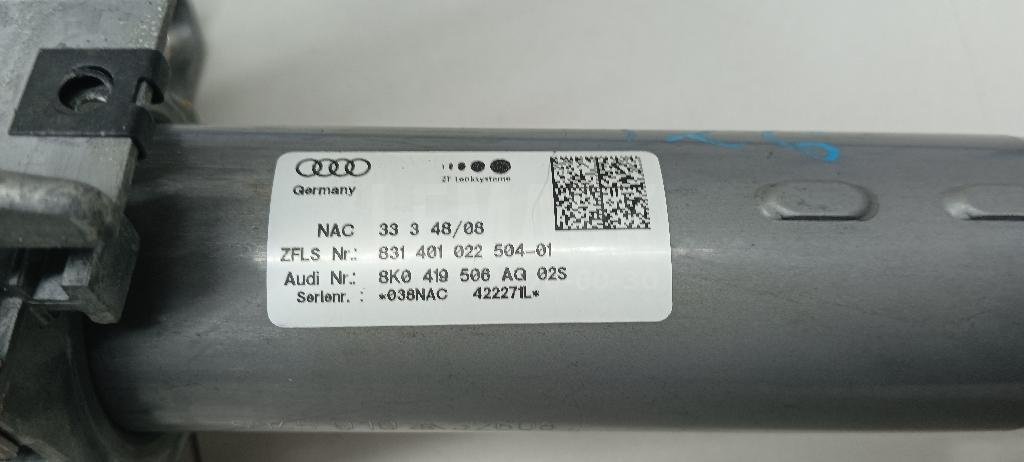 Germany
ZF Lenksysteme
NAC 33 3 48/08
ZFLS Nr.: 831 401 022 504-01
Audi Nr.: 8K0 419 506 AG 02S
Serienr. : *038NAC 422271L*